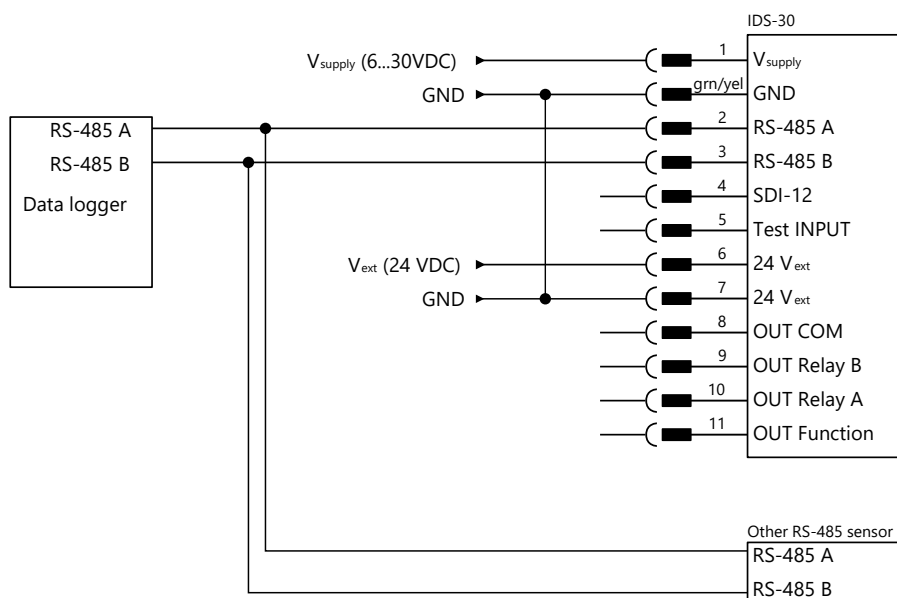 IDS-30
Vsupply (6...30VDC) 1 Vsupply
GND grn/yel GND
RS-485 A 2 RS-485 A
RS-485 B 3 RS-485 B
Data logger 4 SDI-12
5 Test INPUT
Vext (24 VDC) 6 24 Vext
GND 7 24 Vext
8 OUT COM
9 OUT Relay B
10 OUT Relay A
11 OUT Function
Other RS-485 sensor
RS-485 A
RS-485 B